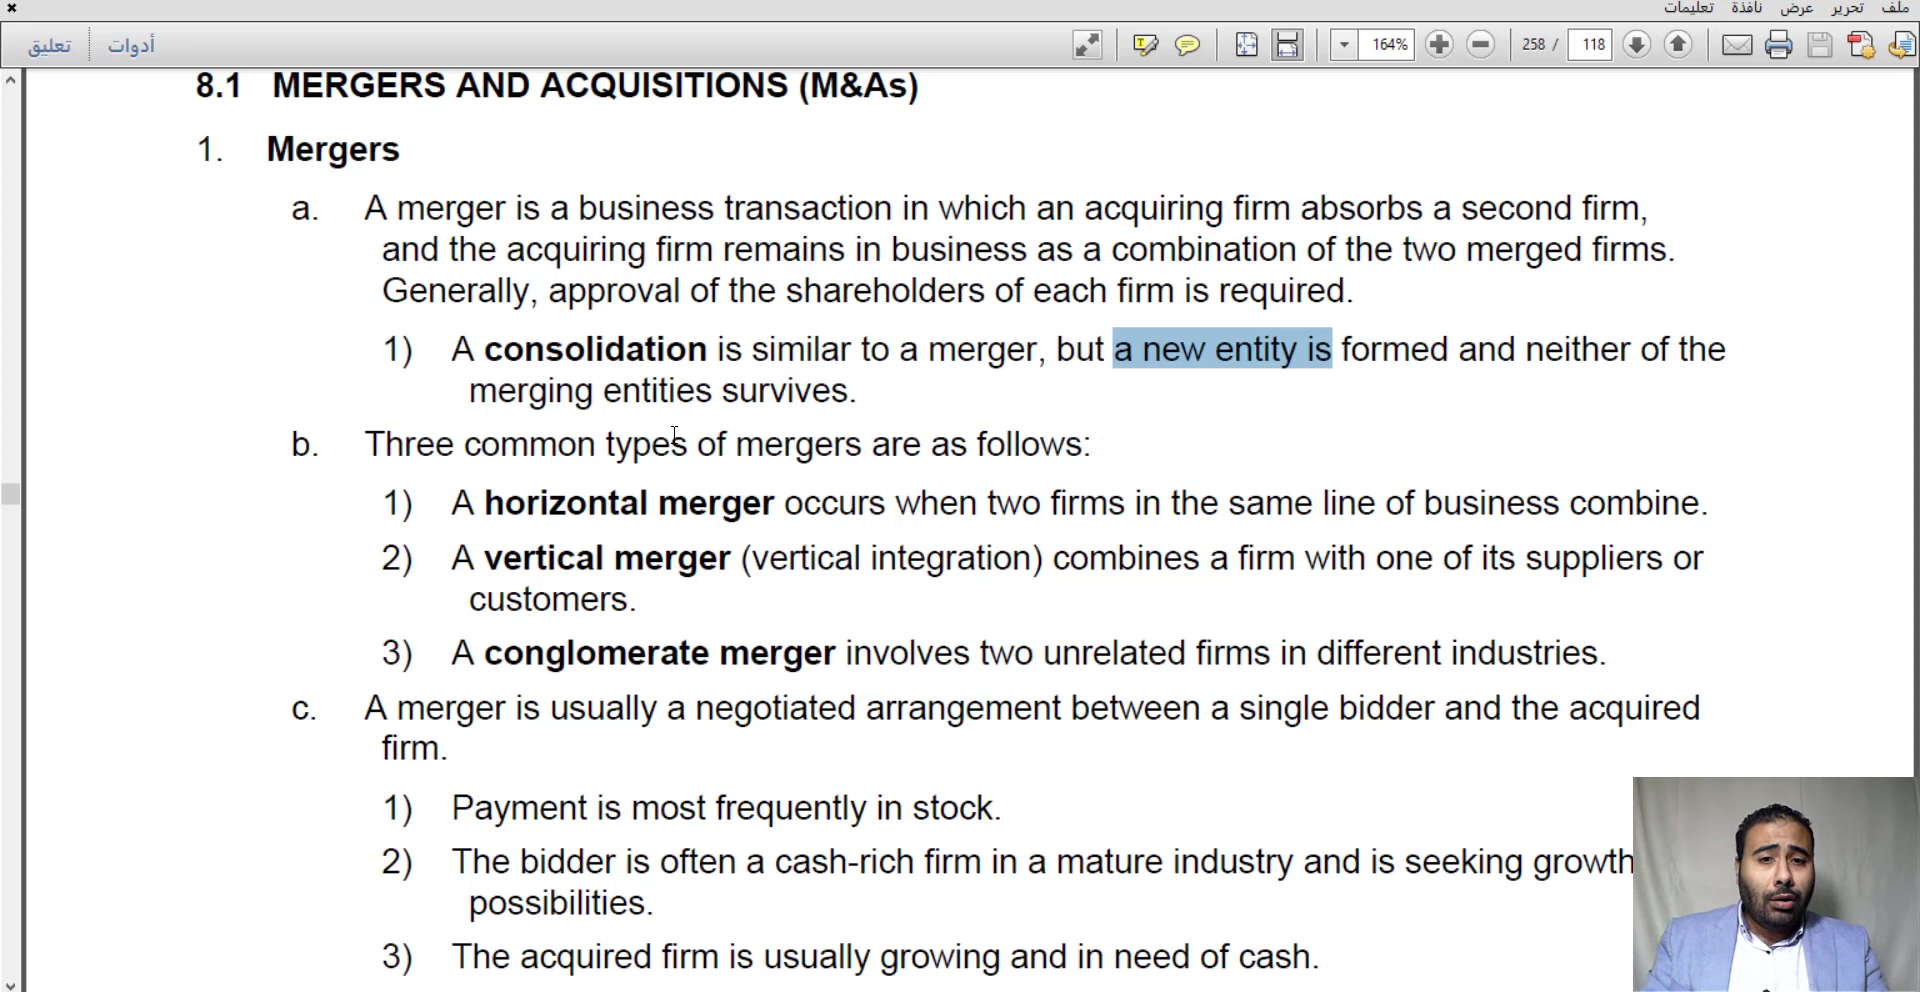 ملف تحرير عرض نافذة تعليمات
أدوات تعليق
164% 258 / 118
8.1 MERGERS AND ACQUISITIONS (M&As)
1. Mergers
a. A merger is a business transaction in which an acquiring firm absorbs a second firm,
and the acquiring firm remains in business as a combination of the two merged firms.
Generally, approval of the shareholders of each firm is required.
1) A consolidation is similar to a merger, but a new entity is formed and neither of the
merging entities survives.
b. Three common types of mergers are as follows:
1) A horizontal merger occurs when two firms in the same line of business combine.
2) A vertical merger (vertical integration) combines a firm with one of its suppliers or
customers.
3) A conglomerate merger involves two unrelated firms in different industries.
c. A merger is usually a negotiated arrangement between a single bidder and the acquired
firm.
1) Payment is most frequently in stock.
2) The bidder is often a cash-rich firm in a mature industry and is seeking growth
possibilities.
3) The acquired firm is usually growing and in need of cash.